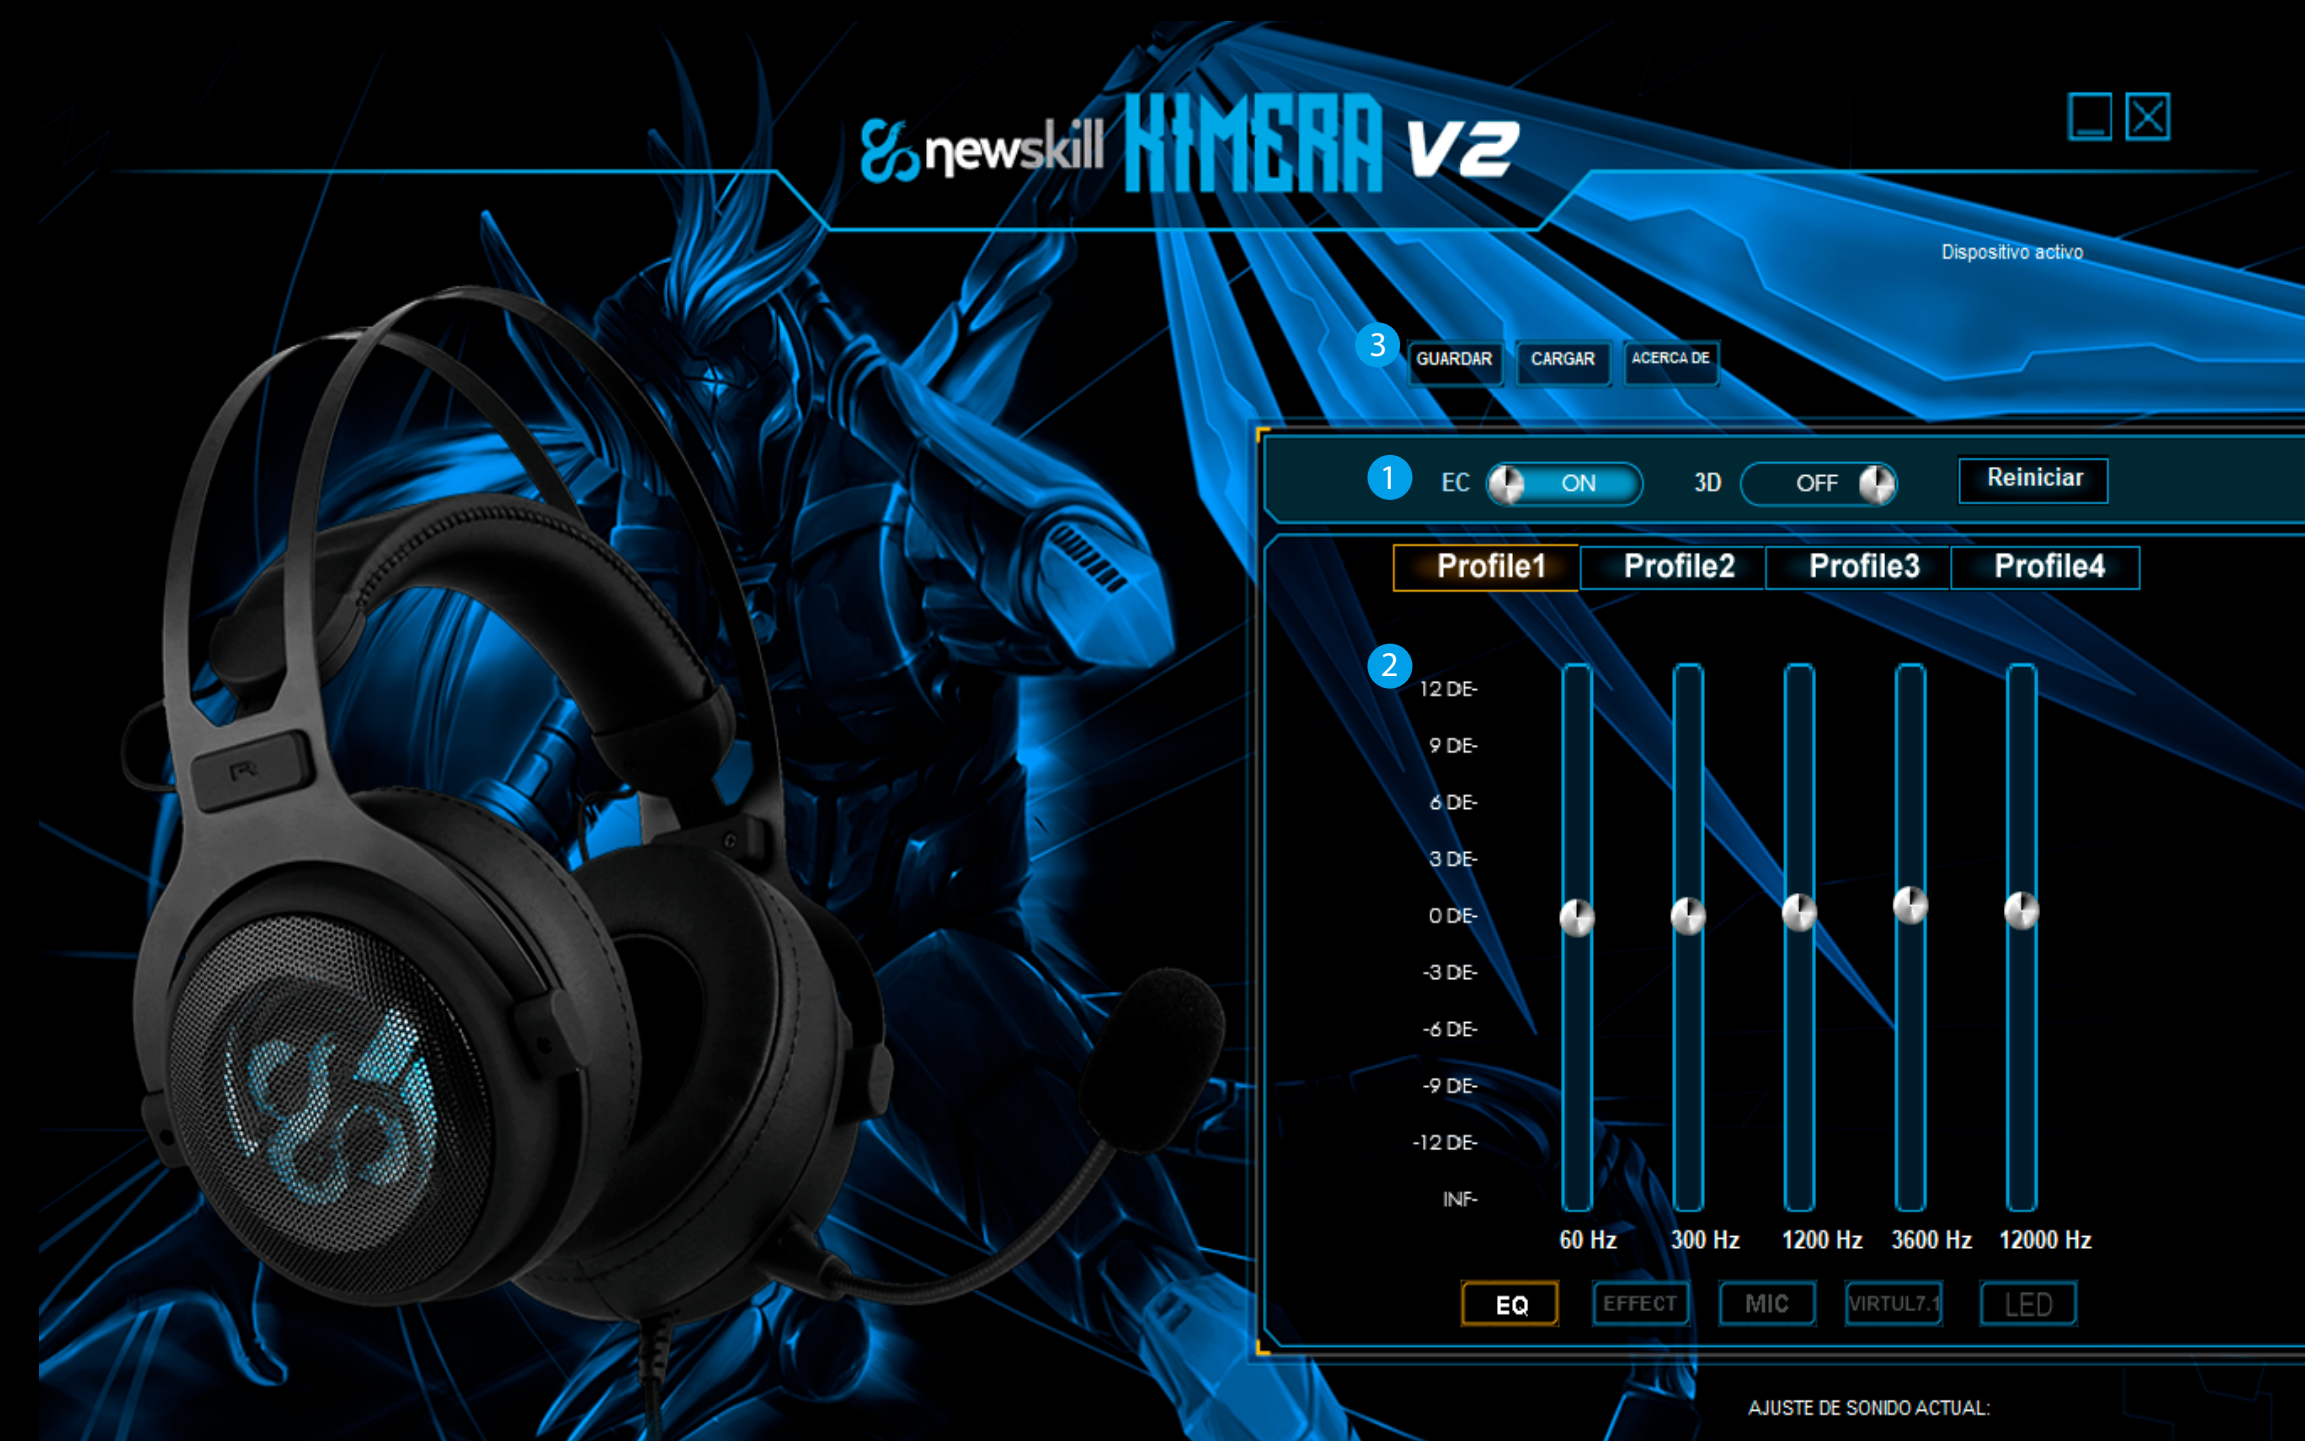 newskill KIMERA V2
Dispositivo activo
3 GUARDAR CARGAR ACERCA DE
1 EC ON 3D OFF Reiniciar
Profile1 Profile2 Profile3 Profile4
2
12 DE-
9 DE-
6 DE-
3 DE-
0 DE-
-3 DE-
-6 DE-
-9 DE-
-12 DE-
INF-
60 Hz 300 Hz 1200 Hz 3600 Hz 12000 Hz
EQ EFFECT MIC VIRTUL7.1 LED
AJUSTE DE SONIDO ACTUAL:
R